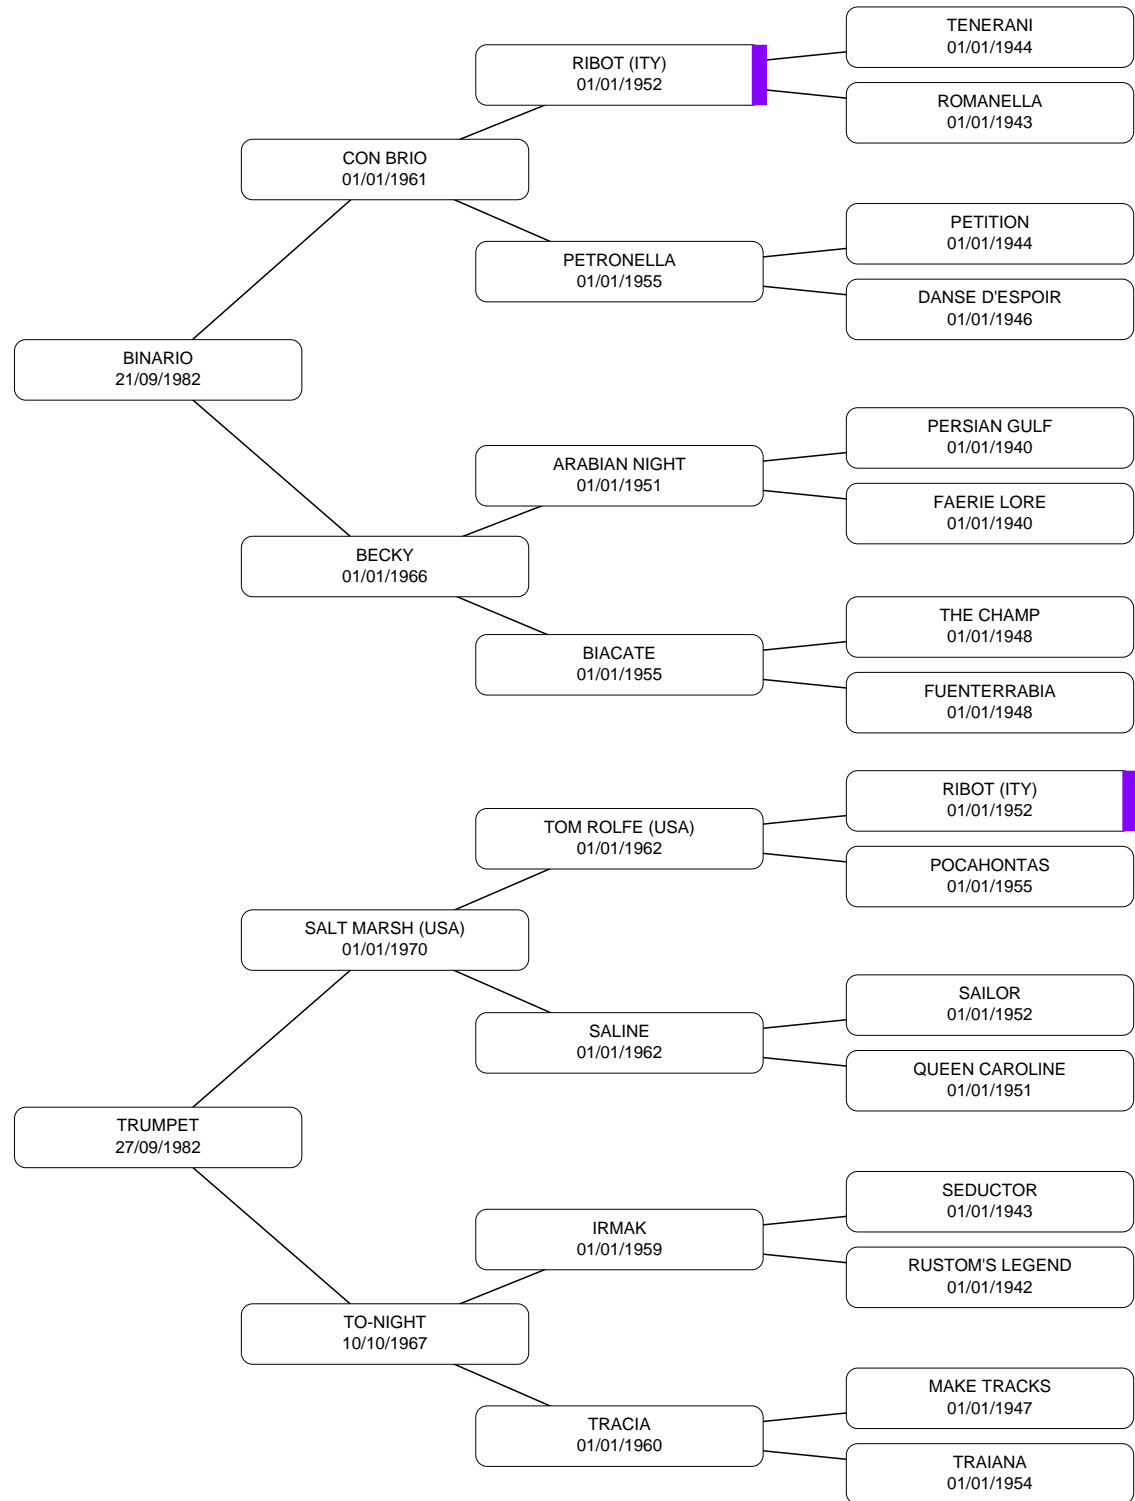 TENERANI
01/01/1944
RIBOT (ITY)
01/01/1952
ROMANELLA
01/01/1943
CON BRIO
01/01/1961
PETITION
01/01/1944
PETRONELLA
01/01/1955
DANSE D'ESPOIR
01/01/1946
BINARIO
21/09/1982
PERSIAN GULF
01/01/1940
ARABIAN NIGHT
01/01/1951
FAERIE LORE
01/01/1940
BECKY
01/01/1966
THE CHAMP
01/01/1948
BIACATE
01/01/1955
FUENTERRABIA
01/01/1948
RIBOT (ITY)
01/01/1952
TOM ROLFE (USA)
01/01/1962
POCAHONTAS
01/01/1955
SALT MARSH (USA)
01/01/1970
SAILOR
01/01/1952
SALINE
01/01/1962
QUEEN CAROLINE
01/01/1951
TRUMPET
27/09/1982
SEDUCTOR
01/01/1943
IRMAK
01/01/1959
RUSTOM'S LEGEND
01/01/1942
TO-NIGHT
10/10/1967
MAKE TRACKS
01/01/1947
TRACIA
01/01/1960
TRAIANA
01/01/1954